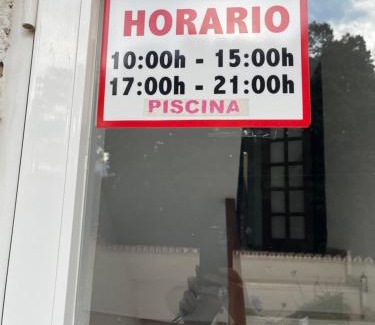 HORARIO
10:00h - 15:00h
17:00h - 21:00h
PISCINA